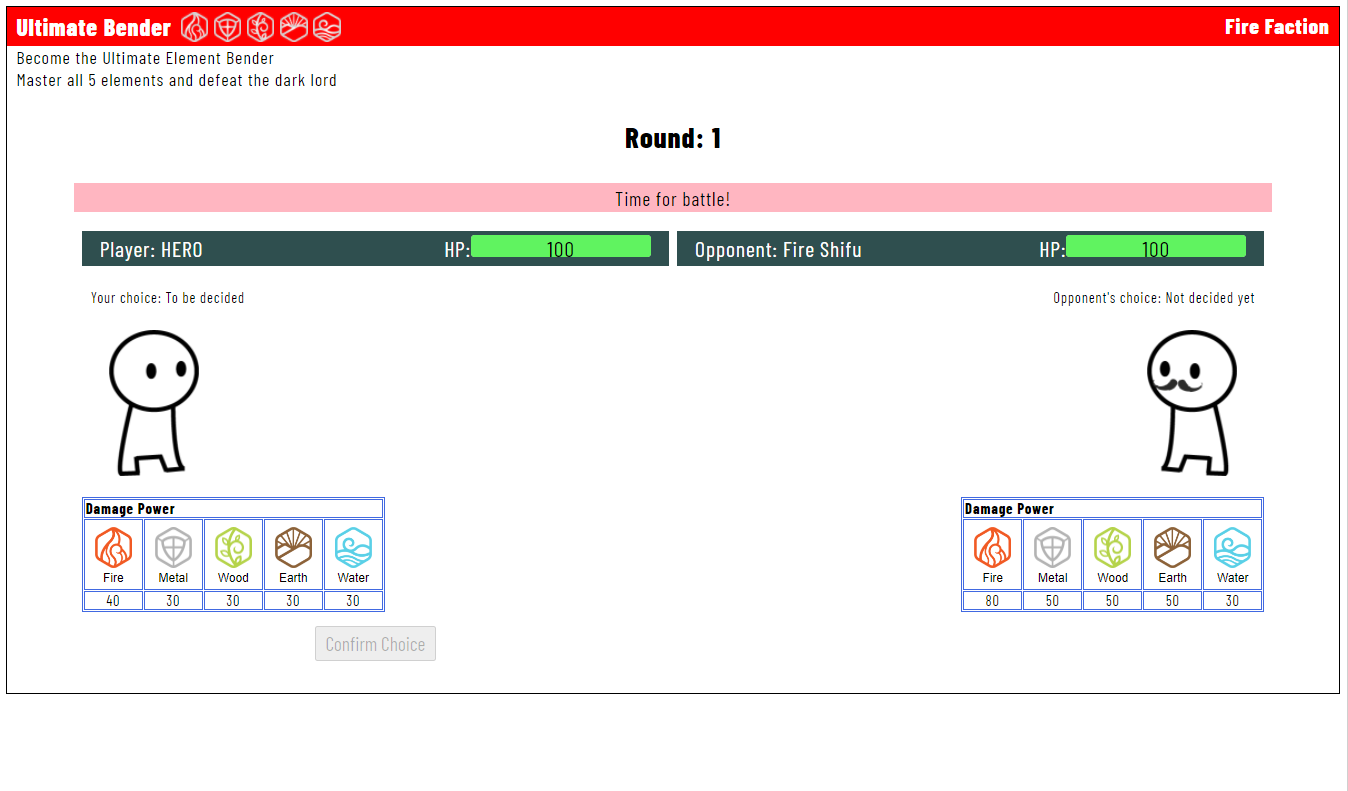 Ultimate Bender
Fire Faction
Become the Ultimate Element Bender
Master all 5 elements and defeat the dark lord
Round: 1
Time for battle!
Player: HERO HP: 100
Opponent: Fire Shifu HP: 100
Your choice: To be decided
Opponent's choice: Not decided yet
Damage Power
Fire Metal Wood Earth Water
40 30 30 30 30
Damage Power
Fire Metal Wood Earth Water
80 50 50 50 30
Confirm Choice